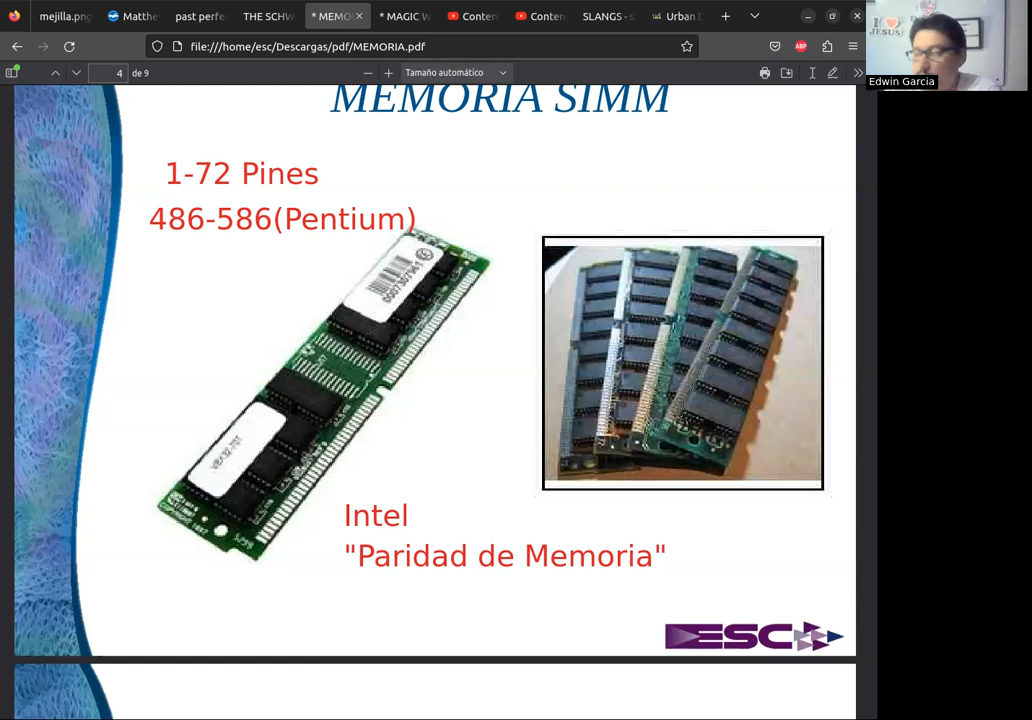 mejilla.png
Matthe
past perfe
THE SCHW
* MEMO
* MAGIC W
Conten
Conten
SLANGS - s
Urban D
file:///home/esc/Descargas/pdf/MEMORIA.pdf
4 de 9
Tamaño automático
ABP
I JESUS!
Edwin Garcia
MEMORIA SIMM
1-72 Pines
486-586(Pentium)
Intel
"Paridad de Memoria"
ESC